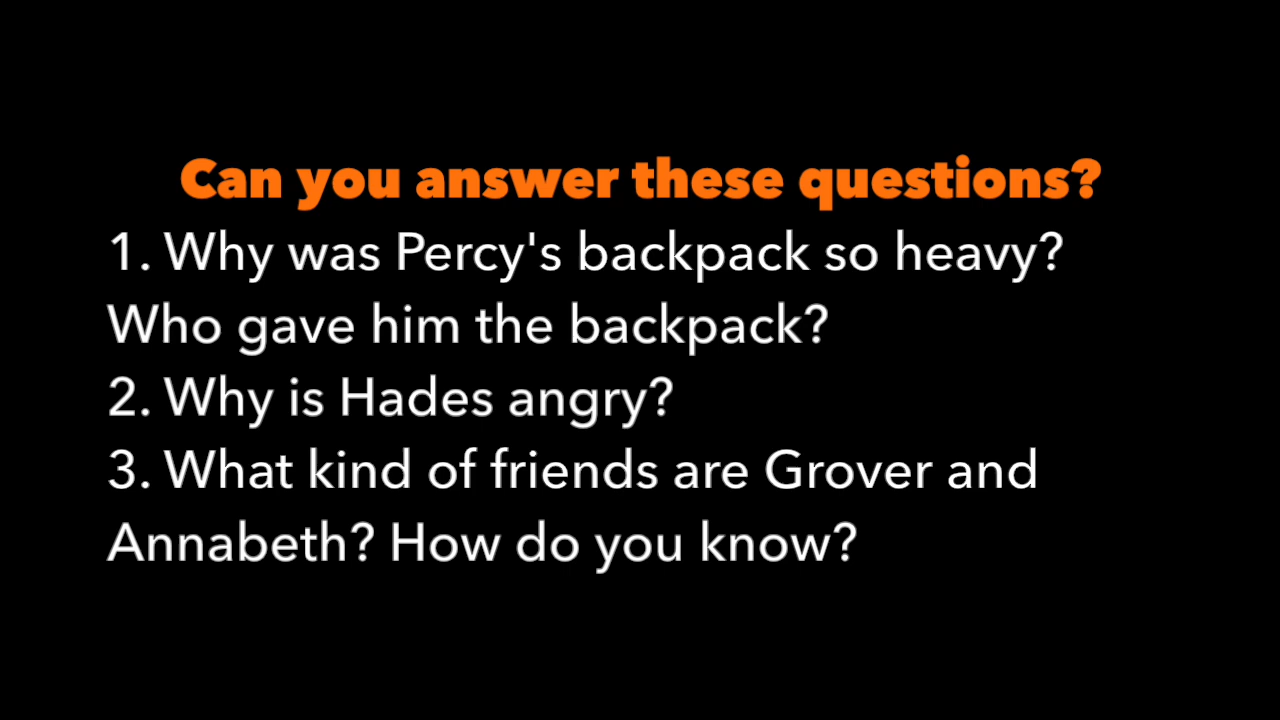 Can you answer these questions?
1. Why was Percy's backpack so heavy?
Who gave him the backpack?
2. Why is Hades angry?
3. What kind of friends are Grover and
Annabeth? How do you know?